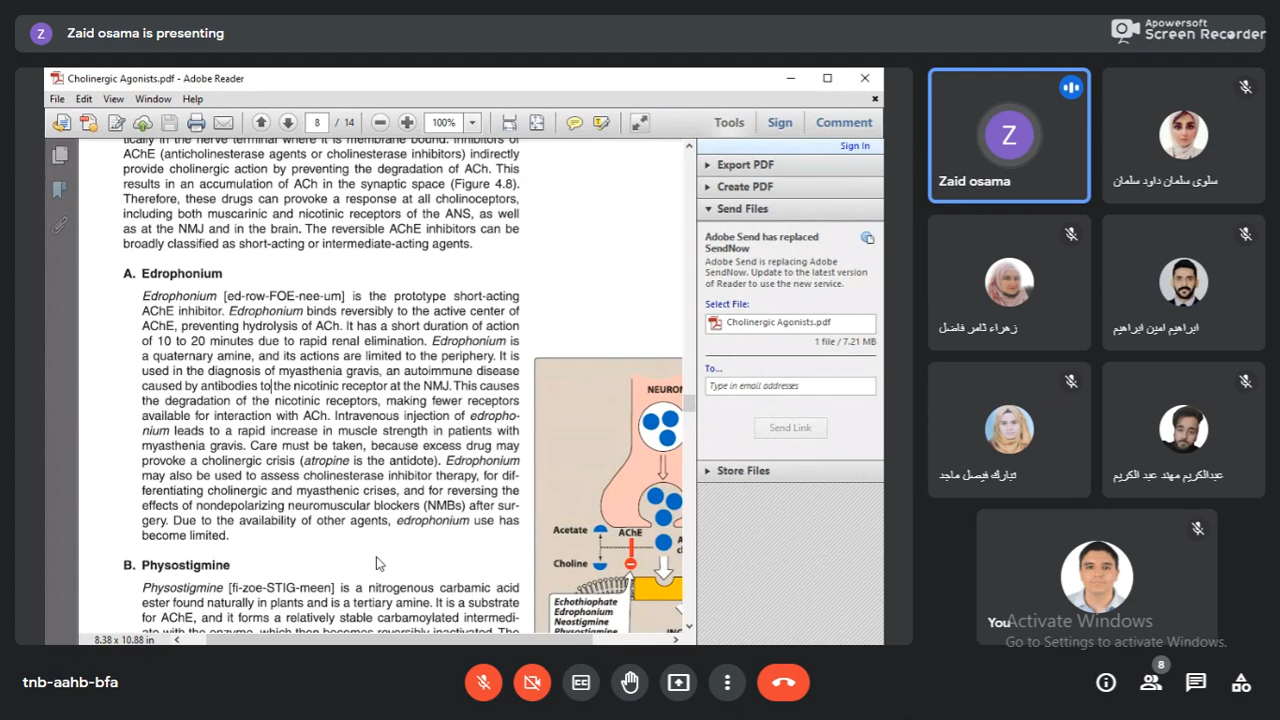 Zaid osama is presenting
Apowersoft
Screen Recorder
Cholinergic Agonists.pdf - Adobe Reader
File Edit View Window Help
8 / 14 100% Tools Sign Comment
Sign In
tically in the nerve terminal where it is membrane bound. Inhibitors of
AChE (anticholinesterase agents or cholinesterase inhibitors) indirectly
provide cholinergic action by preventing the degradation of ACh. This
results in an accumulation of ACh in the synaptic space (Figure 4.8).
Therefore, these drugs can provoke a response at all cholinoceptors,
including both muscarinic and nicotinic receptors of the ANS, as well
as at the NMJ and in the brain. The reversible AChE inhibitors can be
broadly classified as short-acting or intermediate-acting agents.
A. Edrophonium
Edrophonium [ed-row-FOE-nee-um] is the prototype short-acting
AChE inhibitor. Edrophonium binds reversibly to the active center of
AChE, preventing hydrolysis of ACh. It has a short duration of action
of 10 to 20 minutes due to rapid renal elimination. Edrophonium is
a quaternary amine, and its actions are limited to the periphery. It is
used in the diagnosis of myasthenia gravis, an autoimmune disease
caused by antibodies to the nicotinic receptor at the NMJ. This causes
the degradation of the nicotinic receptors, making fewer receptors
available for interaction with ACh. Intravenous injection of edropho-
nium leads to a rapid increase in muscle strength in patients with
myasthenia gravis. Care must be taken, because excess drug may
provoke a cholinergic crisis (atropine is the antidote). Edrophonium
may also be used to assess cholinesterase inhibitor therapy, for dif-
ferentiating cholinergic and myasthenic crises, and for reversing the
effects of nondepolarizing neuromuscular blockers (NMBs) after sur-
gery. Due to the availability of other agents, edrophonium use has
become limited.
B. Physostigmine
Physostigmine [fi-zoe-STIG-meen] is a nitrogenous carbamic acid
ester found naturally in plants and is a tertiary amine. It is a substrate
for AChE, and it forms a relatively stable carbamoylated intermedi-
ate with the enzyme, which then becomes reversibly inactivated. The
8.38 x 10.88 in
NEURON
Acetate
AChE
Choline
Echothiophate
Edrophonium
Neostigmine
Physostigmine
Export PDF
Create PDF
Send Files
Adobe Send has replaced
SendNow
Adobe Send is replacing Adobe
SendNow. Update to the latest version
of Reader to use the new service.
Select File:
Cholinergic Agonists.pdf
1 file / 7.21 MB
To...
Type in email addresses
Send Link
Store Files
Z
Zaid osama
سلوى سلمان داود سلمان
زهراء ثامر فاضل
ابراهيم امين ابراهيم
تبارك فيصل ماجد
عبدالكريم مهند عبد الكريم
You
Activate Windows
Go to Settings to activate Windows.
tnb-aahb-bfa
8